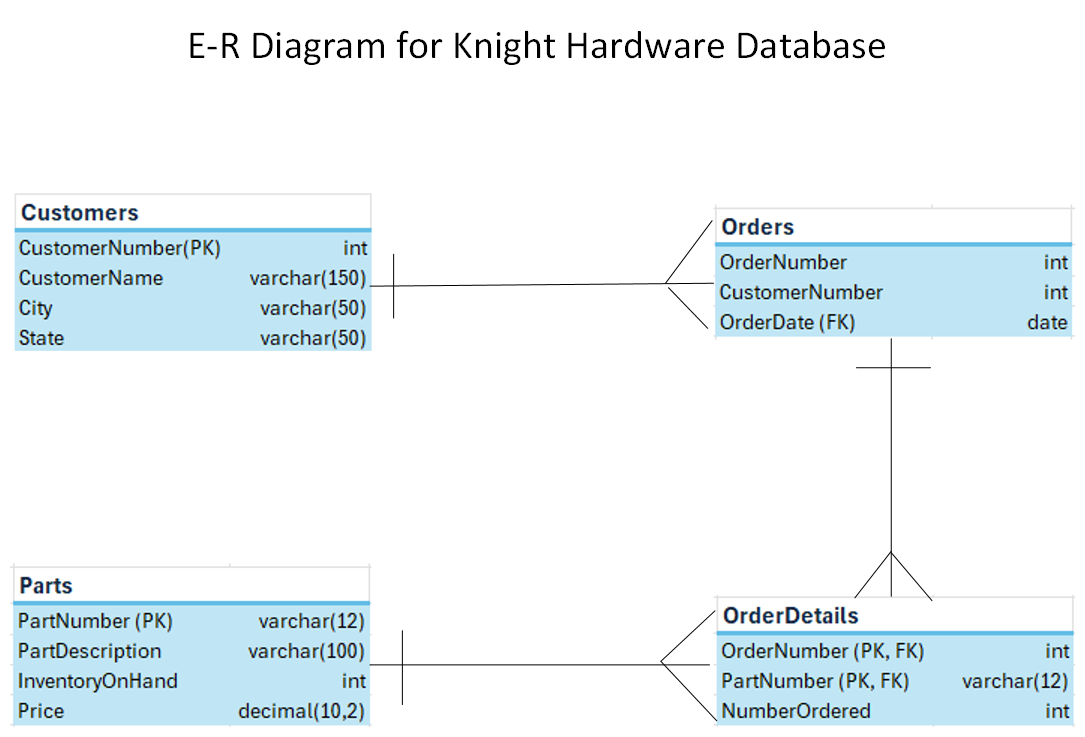 E-R Diagram for Knight Hardware Database
Customers
CustomerNumber(PK) int
CustomerName varchar(150)
City varchar(50)
State varchar(50)
Orders
OrderNumber int
CustomerNumber int
OrderDate (FK) date
Parts
PartNumber (PK) varchar(12)
PartDescription varchar(100)
InventoryOnHand int
Price decimal(10,2)
OrderDetails
OrderNumber (PK, FK) int
PartNumber (PK, FK) varchar(12)
NumberOrdered int